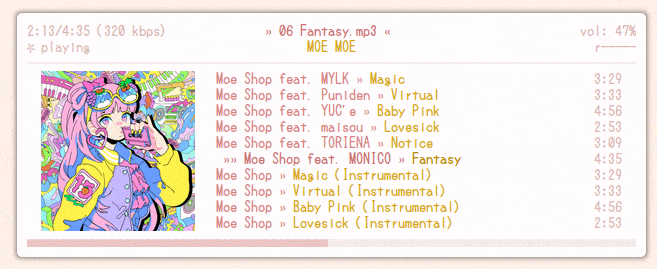 2:13/4:35 (320 kbps)
» 06 Fantasy.mp3 «
vol: 47%
playing
MOE MOE
r-----
Moe Shop feat. MYLK » Magic 3:29
Moe Shop feat. Puniden » Virtual 3:33
Moe Shop feat. YUC'e » Baby Pink 4:56
Moe Shop feat. maisou » Lovesick 2:53
Moe Shop feat. TORIENA » Notice 3:09
»» Moe Shop feat. MONICO » Fantasy 4:35
Moe Shop » Magic (Instrumental) 3:29
Moe Shop » Virtual (Instrumental) 3:33
Moe Shop » Baby Pink (Instrumental) 4:56
Moe Shop » Lovesick (Instrumental) 2:53